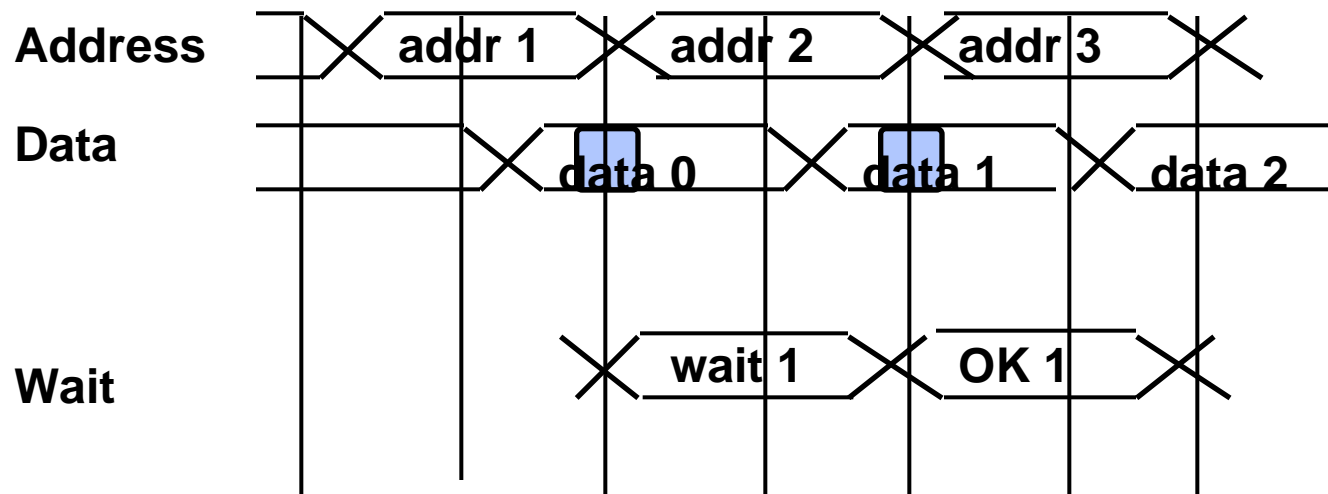 Address addr 1 addr 2 addr 3
Data data 0 data 1 data 2
Wait wait 1 OK 1